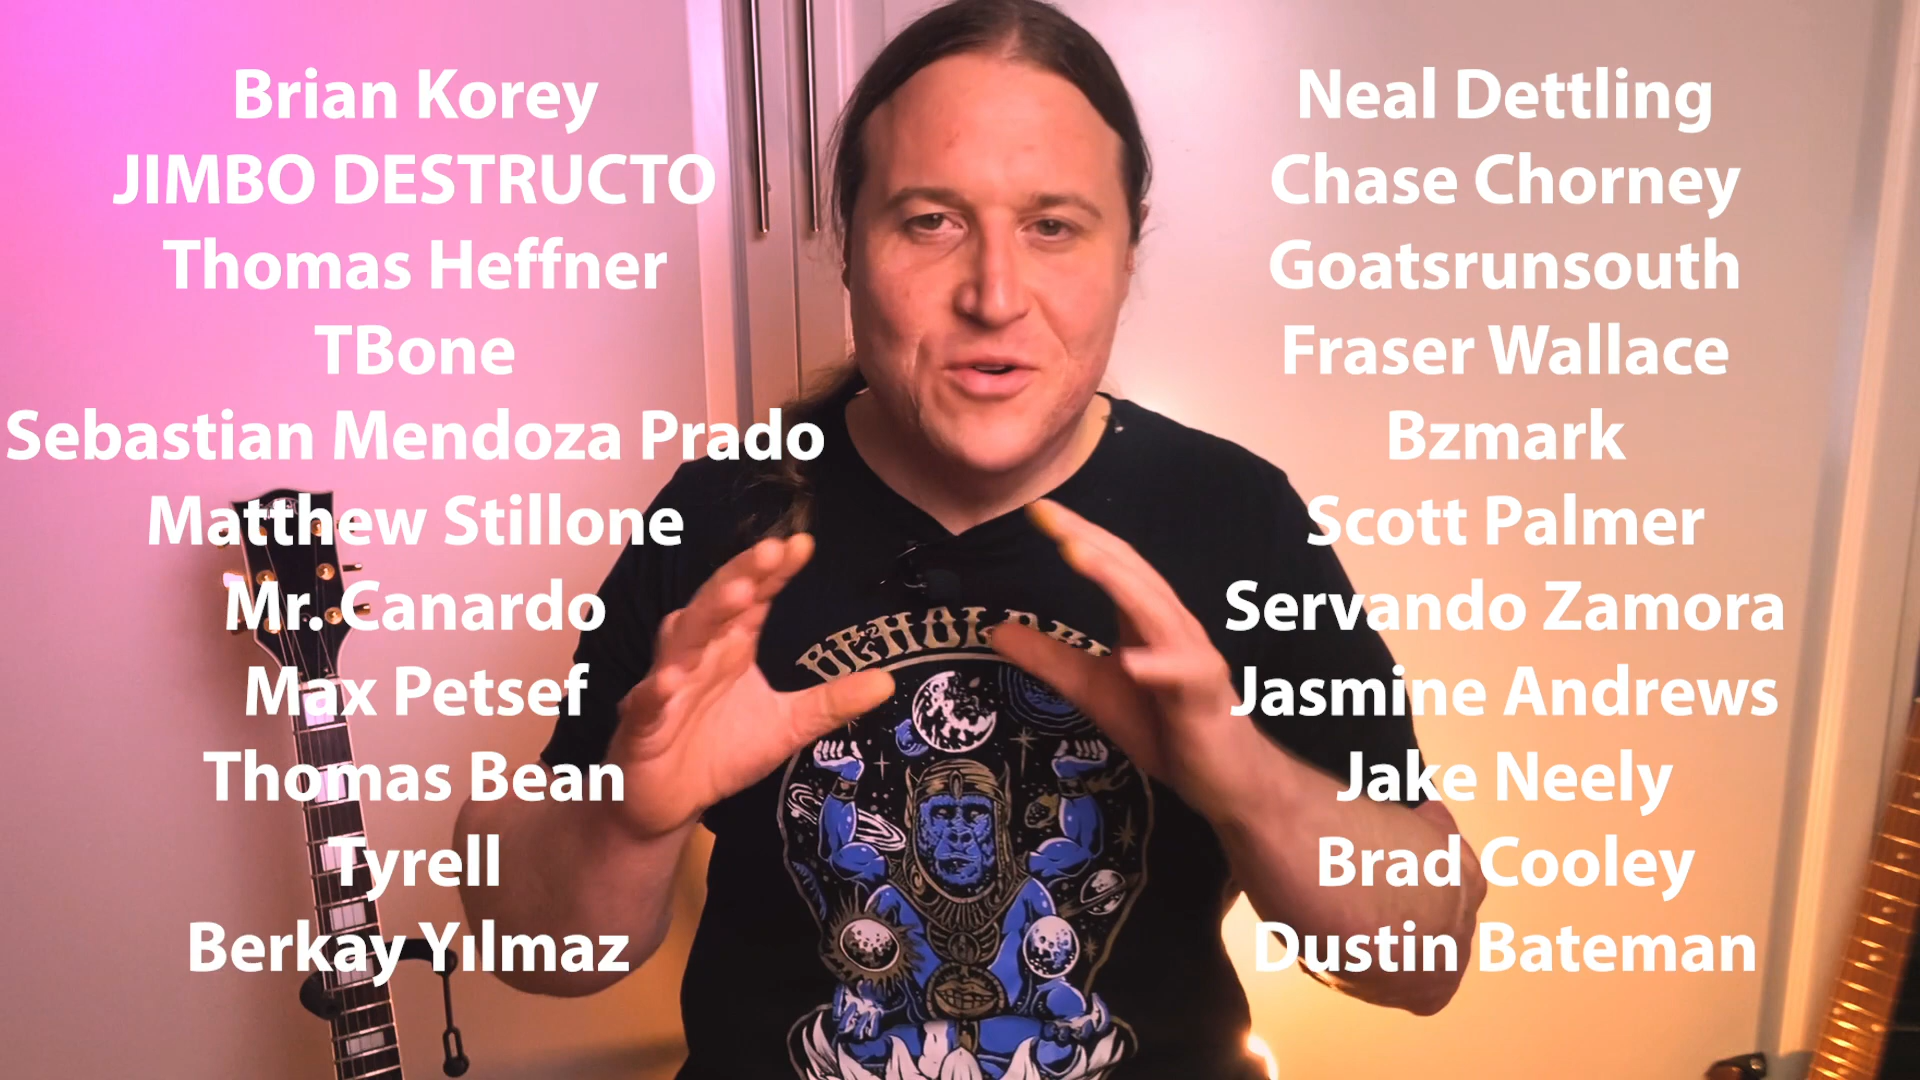 Brian Korey
JIMBO DESTRUCTO
Thomas Heffner
TBone
Sebastian Mendoza Prado
Matthew Stillone
Mr. Canardo
Max Petsef
Thomas Bean
Tyrell
Berkay Yılmaz
Neal Dettling
Chase Chorney
Goatsrunsouth
Fraser Wallace
Bzmark
Scott Palmer
Servando Zamora
Jasmine Andrews
Jake Neely
Brad Cooley
Dustin Bateman